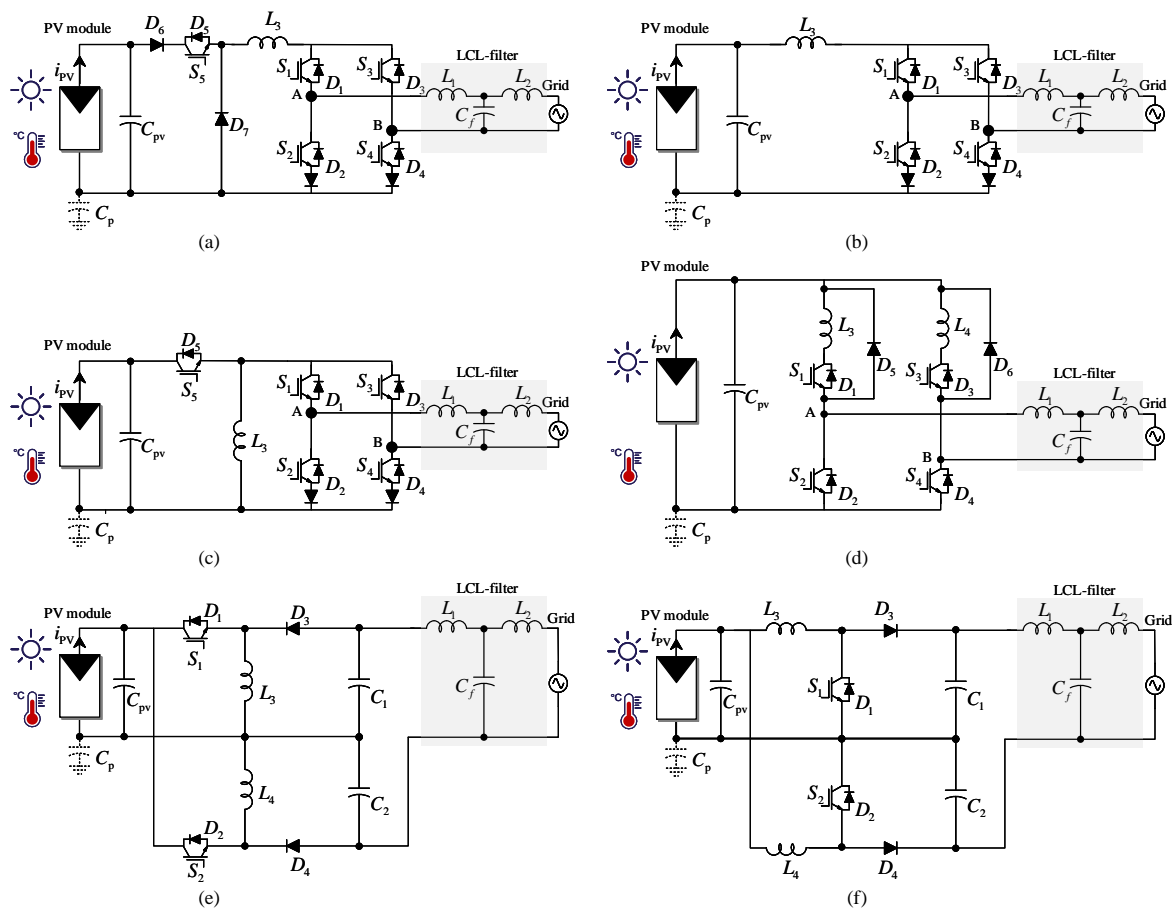 PV module
D6
D5
L3
i_PV
S5
S1
D1
S3
D3
LCL-filter
L1
L2
Grid
A
B
Cf
°C
Cpv
D7
S2
D2
S4
D4
Cp
(a)
PV module
L3
i_PV
S1
D1
S3
D3
LCL-filter
L1
L2
Grid
A
B
Cf
°C
Cpv
S2
D2
S4
D4
Cp
(b)
PV module
D5
i_PV
S5
S1
D1
S3
D3
LCL-filter
L1
L2
Grid
A
B
Cf
°C
Cpv
L3
S2
D2
S4
D4
Cp
(c)
PV module
i_PV
L3
L4
S1
D1
D5
S3
D3
D6
LCL-filter
L1
L2
Grid
A
B
Cf
°C
Cpv
S2
D2
S4
D4
Cp
(d)
PV module
D1
D3
LCL-filter
L1
L2
Grid
i_PV
S1
°C
Cpv
L3
C1
Cf
Cp
L4
C2
D2
S2
D4
(e)
PV module
L3
D3
LCL-filter
L1
L2
Grid
i_PV
°C
Cpv
S1
D1
C1
Cf
Cp
S2
D2
C2
L4
D4
(f)